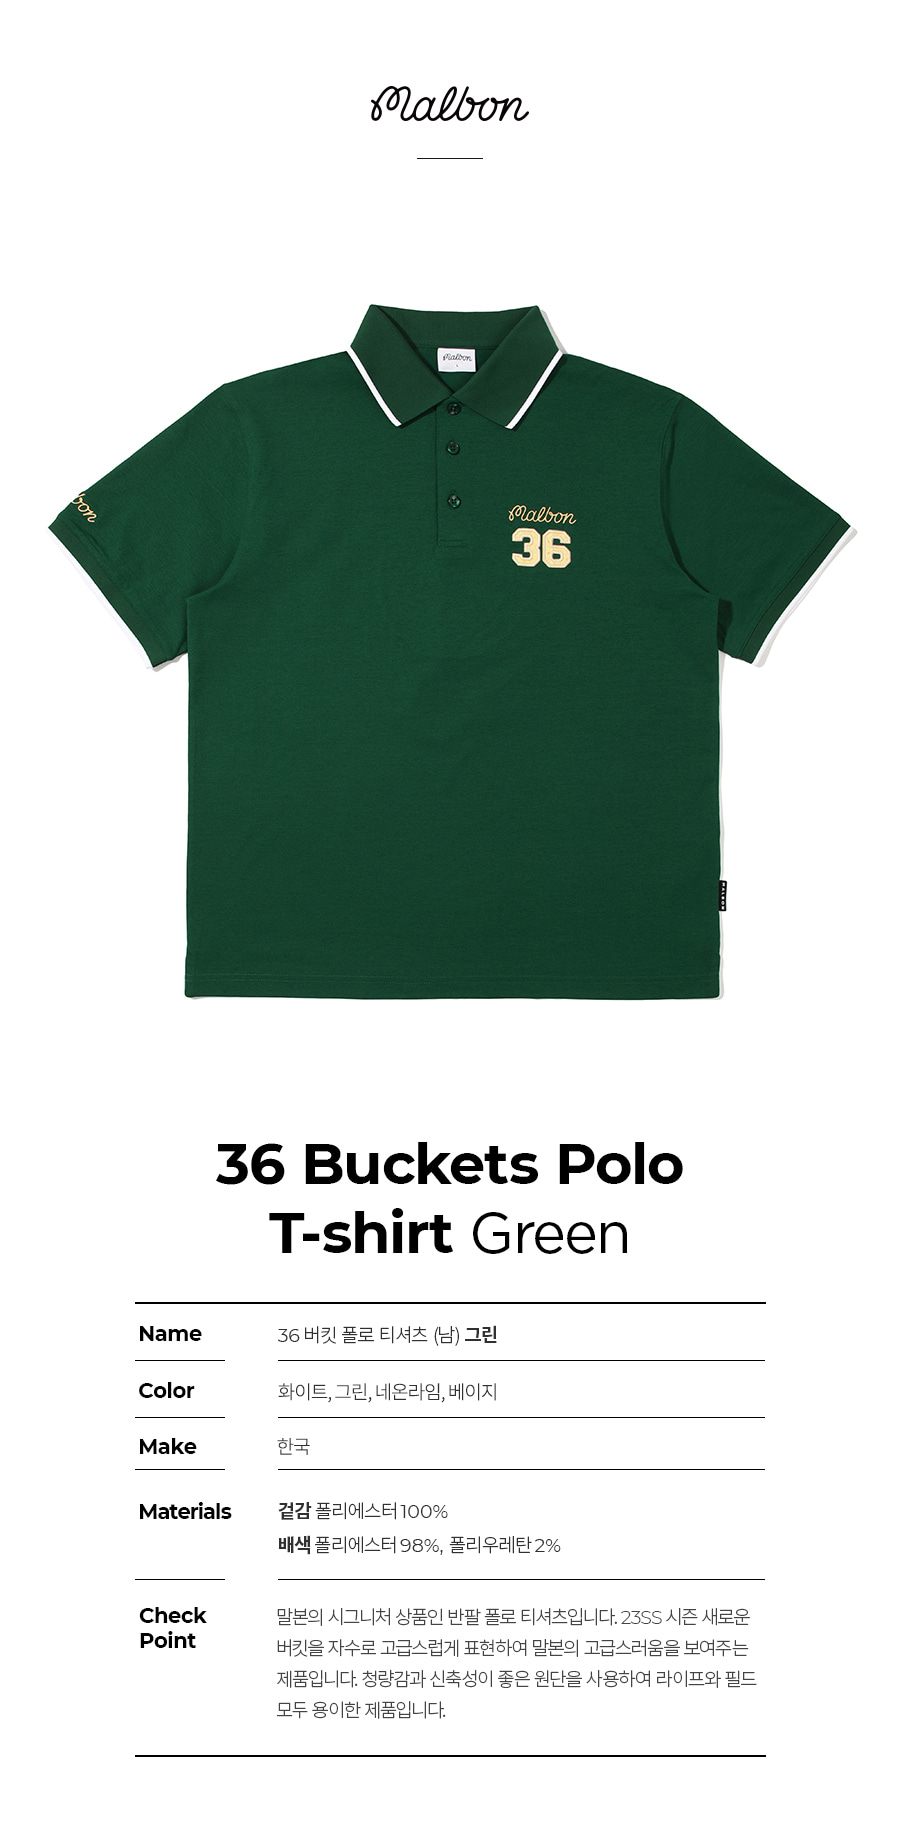 Malbon
Malbon
Malbon
36
MALBON
36 Buckets Polo
T-shirt Green
Name
36 버킷 폴로 티셔츠 (남) 그린
Color
화이트, 그린, 네온라임, 베이지
Make
한국
Materials
겉감 폴리에스터 100%
배색 폴리에스터 98%, 폴리우레탄 2%
Check
Point
말본의 시그니처 상품인 반팔 폴로 티셔츠입니다. 23SS 시즌 새로운
버킷을 자수로 고급스럽게 표현하여 말본의 고급스러움을 보여주는
제품입니다. 청량감과 신축성이 좋은 원단을 사용하여 라이프와 필드
모두 용이한 제품입니다.